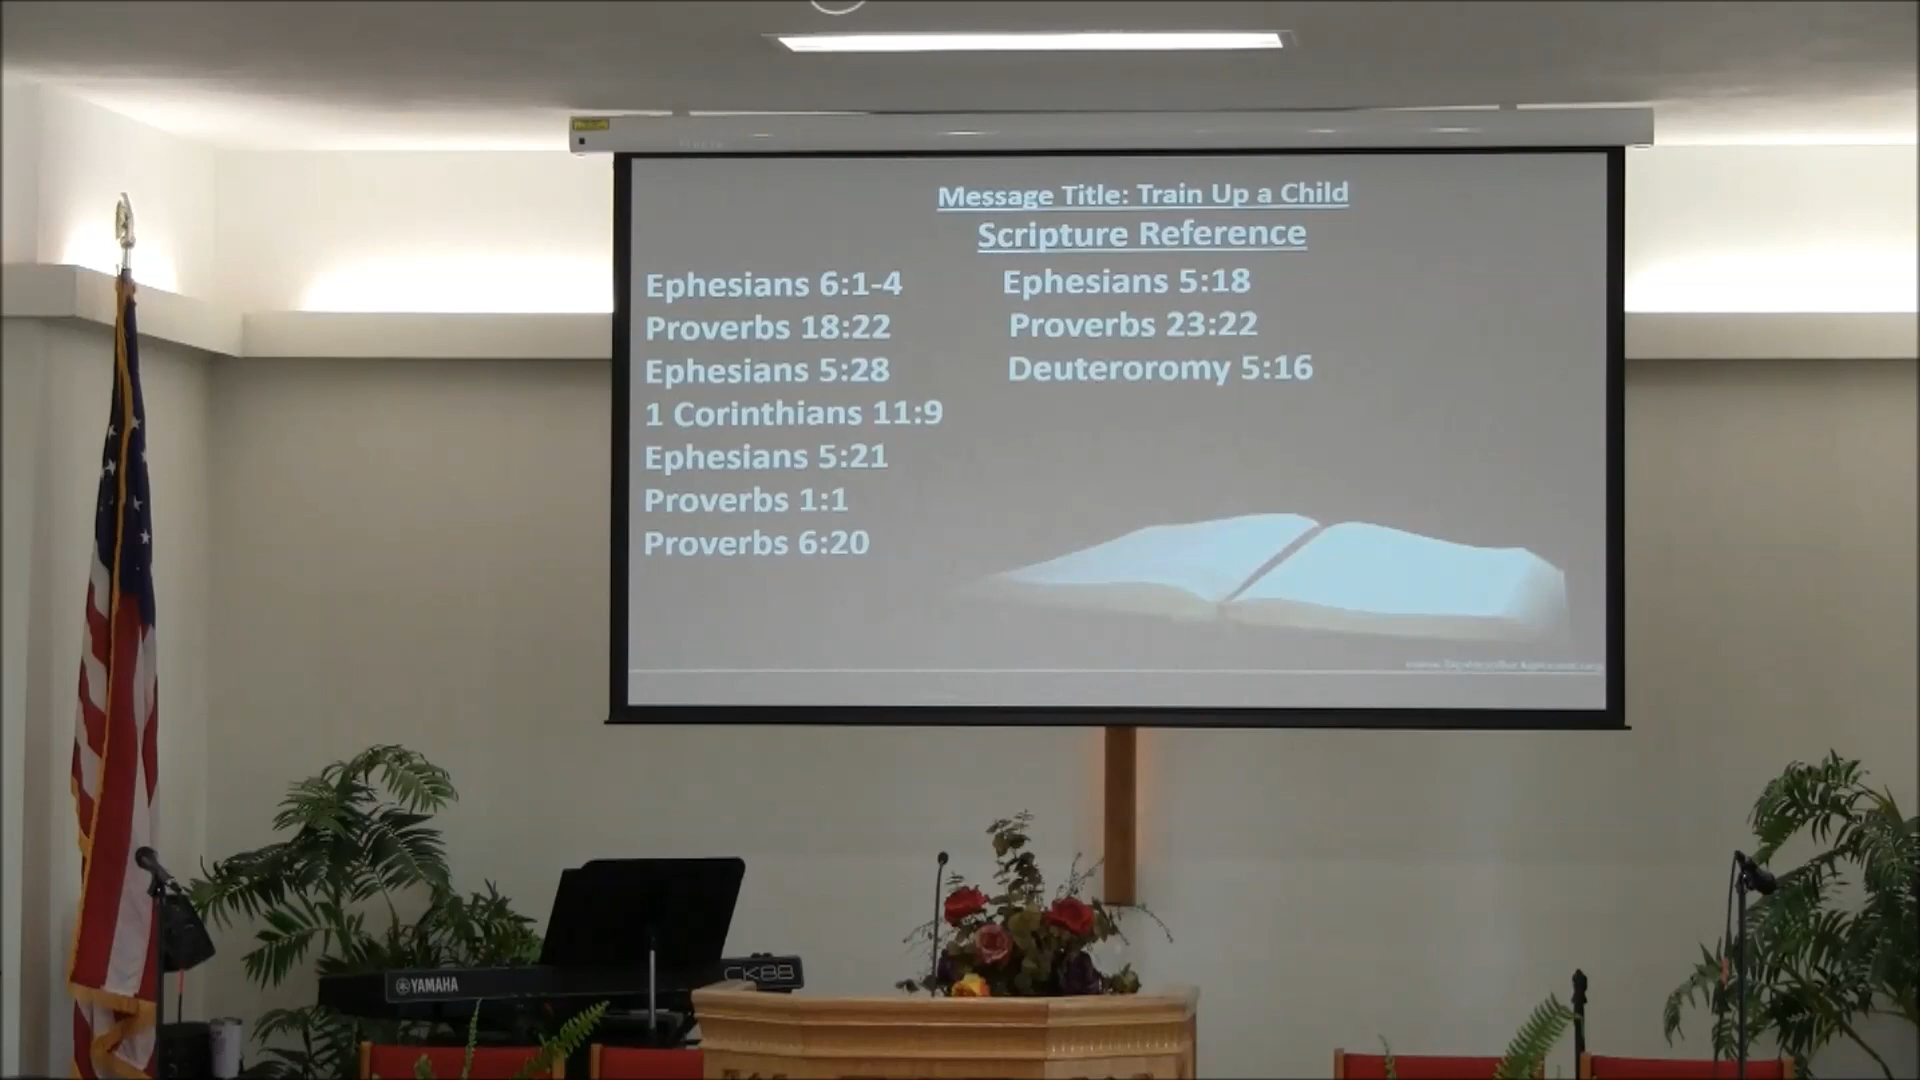 Message Title: Train Up a Child
Scripture Reference
Ephesians 6:1-4
Proverbs 18:22
Ephesians 5:28
1 Corinthians 11:9
Ephesians 5:21
Proverbs 1:1
Proverbs 6:20
Ephesians 5:18
Proverbs 23:22
Deuteroromy 5:16
YAMAHA
CK88